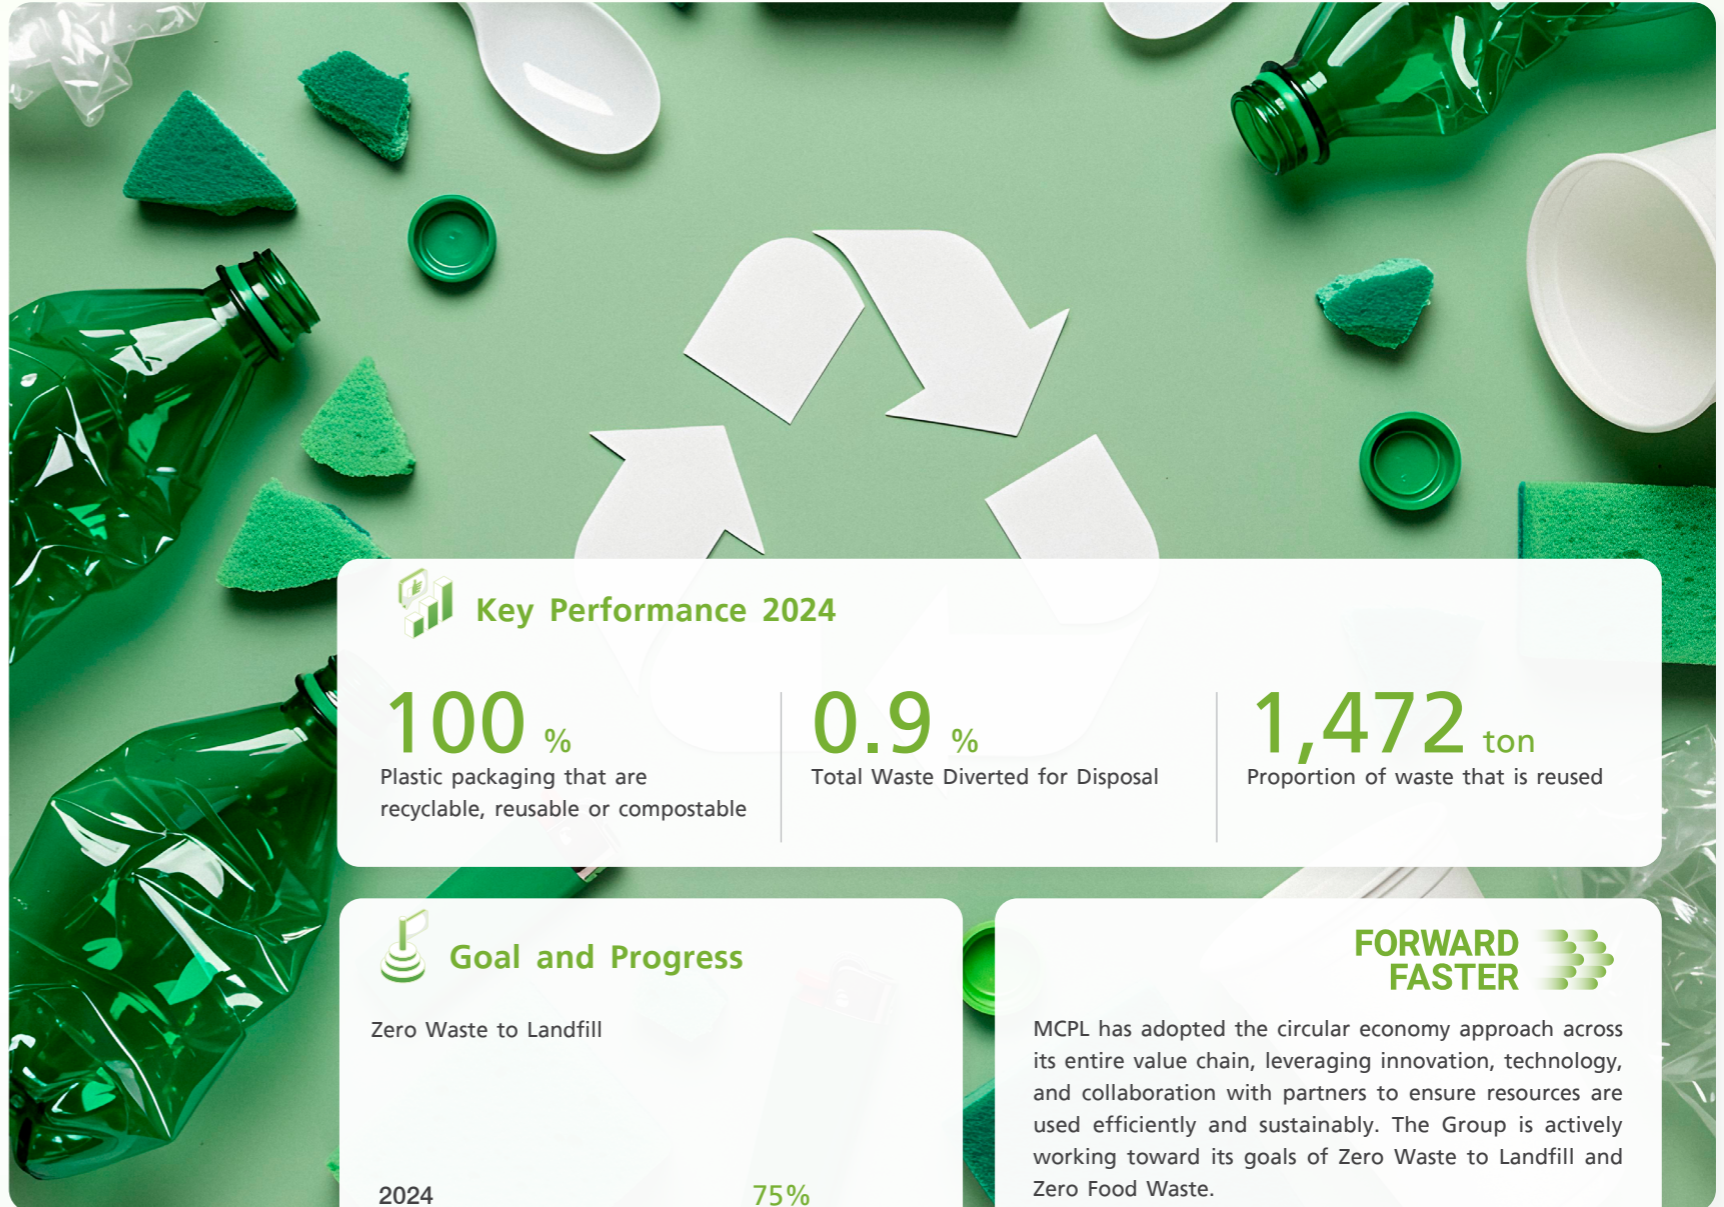 Key Performance 2024
100 %
Plastic packaging that are
recyclable, reusable or compostable
0.9 %
Total Waste Diverted for Disposal
1,472 ton
Proportion of waste that is reused
Goal and Progress
Zero Waste to Landfill
2024 75%
FORWARD
FASTER
MCPL has adopted the circular economy approach across
its entire value chain, leveraging innovation, technology,
and collaboration with partners to ensure resources are
used efficiently and sustainably. The Group is actively
working toward its goals of Zero Waste to Landfill and
Zero Food Waste.